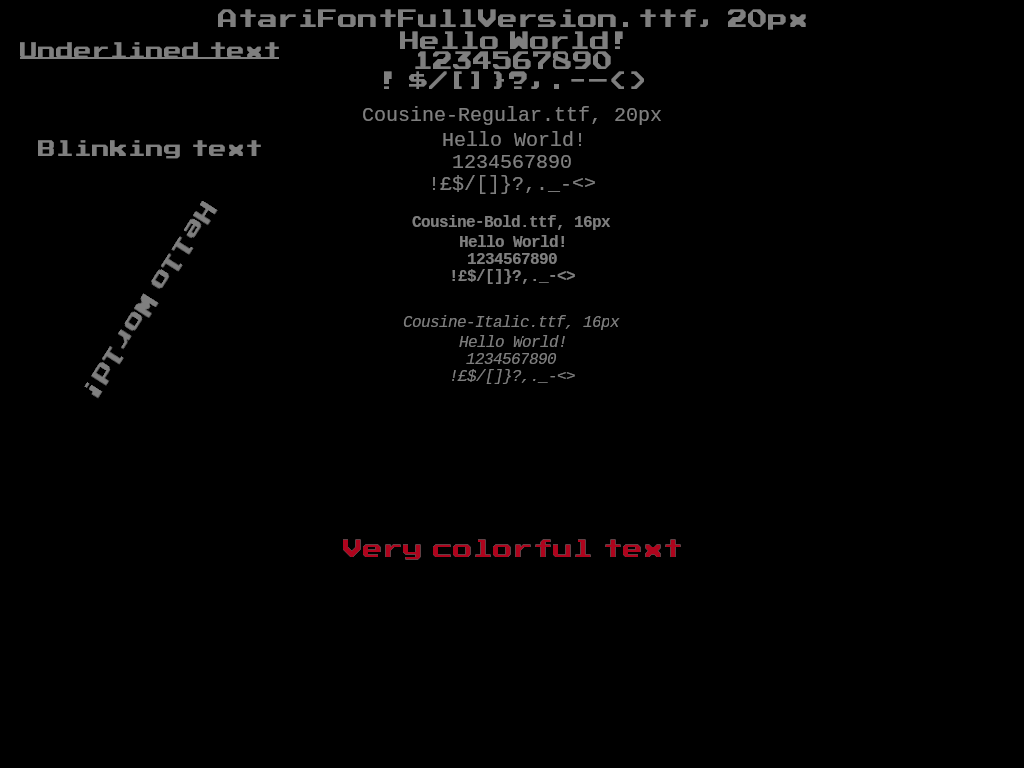 AtariFontFullVersion.ttf, 20px
Hello World!
1234567890
! $/[]}?,.--<>
Underlined text
Cousine-Regular.ttf, 20px
Hello World!
1234567890
!£$/[]}?,._-<>
Blinking text
Hello World!
Cousine-Bold.ttf, 16px
Hello World!
1234567890
!£$/[]}?,._-<>
Cousine-Italic.ttf, 16px
Hello World!
1234567890
!£$/[]}?,._-<>
Very colorful text